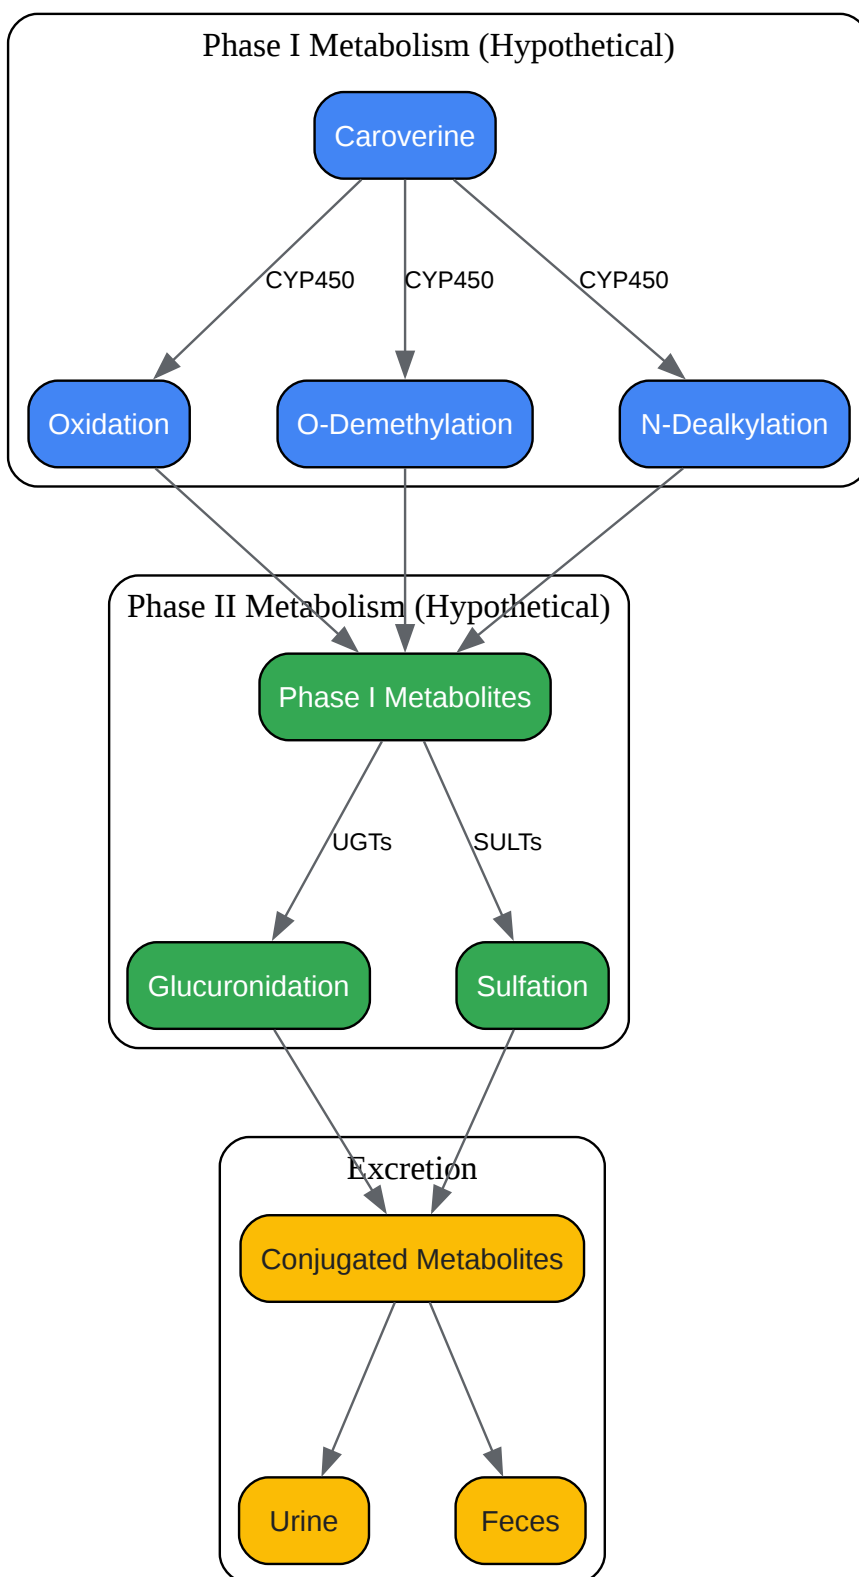 Phase I Metabolism (Hypothetical)
Caroverine
CYP450
CYP450
CYP450
Oxidation
O-Demethylation
N-Dealkylation
Phase II Metabolism (Hypothetical)
Phase I Metabolites
UGTs
SULTs
Glucuronidation
Sulfation
Excretion
Conjugated Metabolites
Urine
Feces